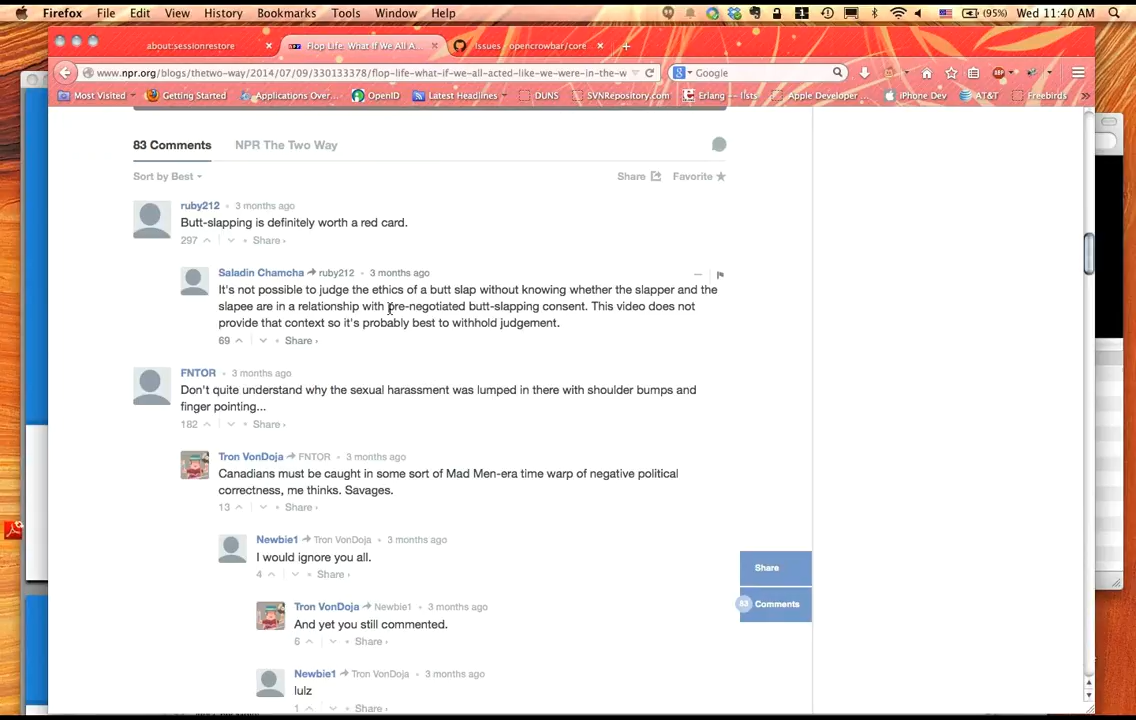 Firefox File Edit View History Bookmarks Tools Window Help (95%) Wed 11:40 AM
about:sessionrestore Flop Life: What If We All A... Issues · opencrowbar/core
www.npr.org/blogs/thetwo-way/2014/07/09/330133378/flop-life-what-if-we-all-acted-like-we-were-in-the-w Google
Most Visited Getting Started Applications Over... OpenID Latest Headlines DUNS SVNRepository.com Erlang -- lists Apple Developer iPhone Dev AT&T Freebirds »
83 Comments NPR The Two Way
Sort by Best Share Favorite
ruby212 • 3 months ago
Butt-slapping is definitely worth a red card.
297 • Share ›
Saladin Chamcha ruby212 • 3 months ago
It's not possible to judge the ethics of a butt slap without knowing whether the slapper and the
slapee are in a relationship with pre-negotiated butt-slapping consent. This video does not
provide that context so it's probably best to withhold judgement.
69 • Share ›
FNTOR • 3 months ago
Don't quite understand why the sexual harassment was lumped in there with shoulder bumps and
finger pointing...
182 • Share ›
Tron VonDoja FNTOR • 3 months ago
Canadians must be caught in some sort of Mad Men-era time warp of negative political
correctness, me thinks. Savages.
13 • Share ›
Newbie1 Tron VonDoja • 3 months ago
I would ignore you all.
4 • Share ›
Share
83 Comments
Tron VonDoja Newbie1 • 3 months ago
And yet you still commented.
6 • Share ›
Newbie1 Tron VonDoja • 3 months ago
lulz
1 • Share ›